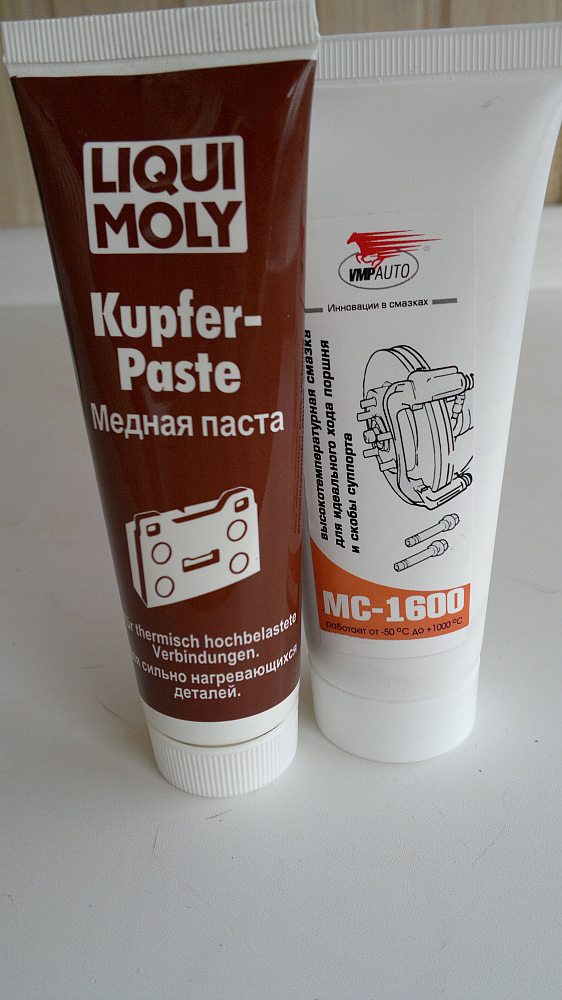 LIQUI
MOLY
Kupfer-
Paste
Медная паста
thermisch hochbelastete
Verbindungen.
сильно нагревающихся
деталей.
VMPAUTO
®
Инновации в смазках
высокотемпературная смазка
для идеального хода поршня
и скобы суппорта
МС-1600
работает от -50 °С до +1000 °С